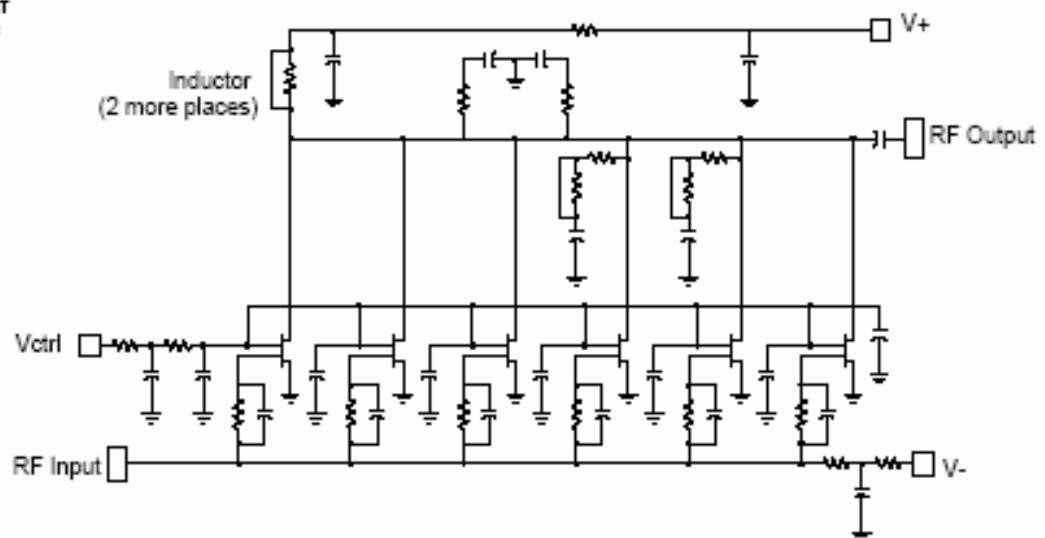 V+
Inductor
(2 more places)
RF Output
Vctrl
RF Input
V-